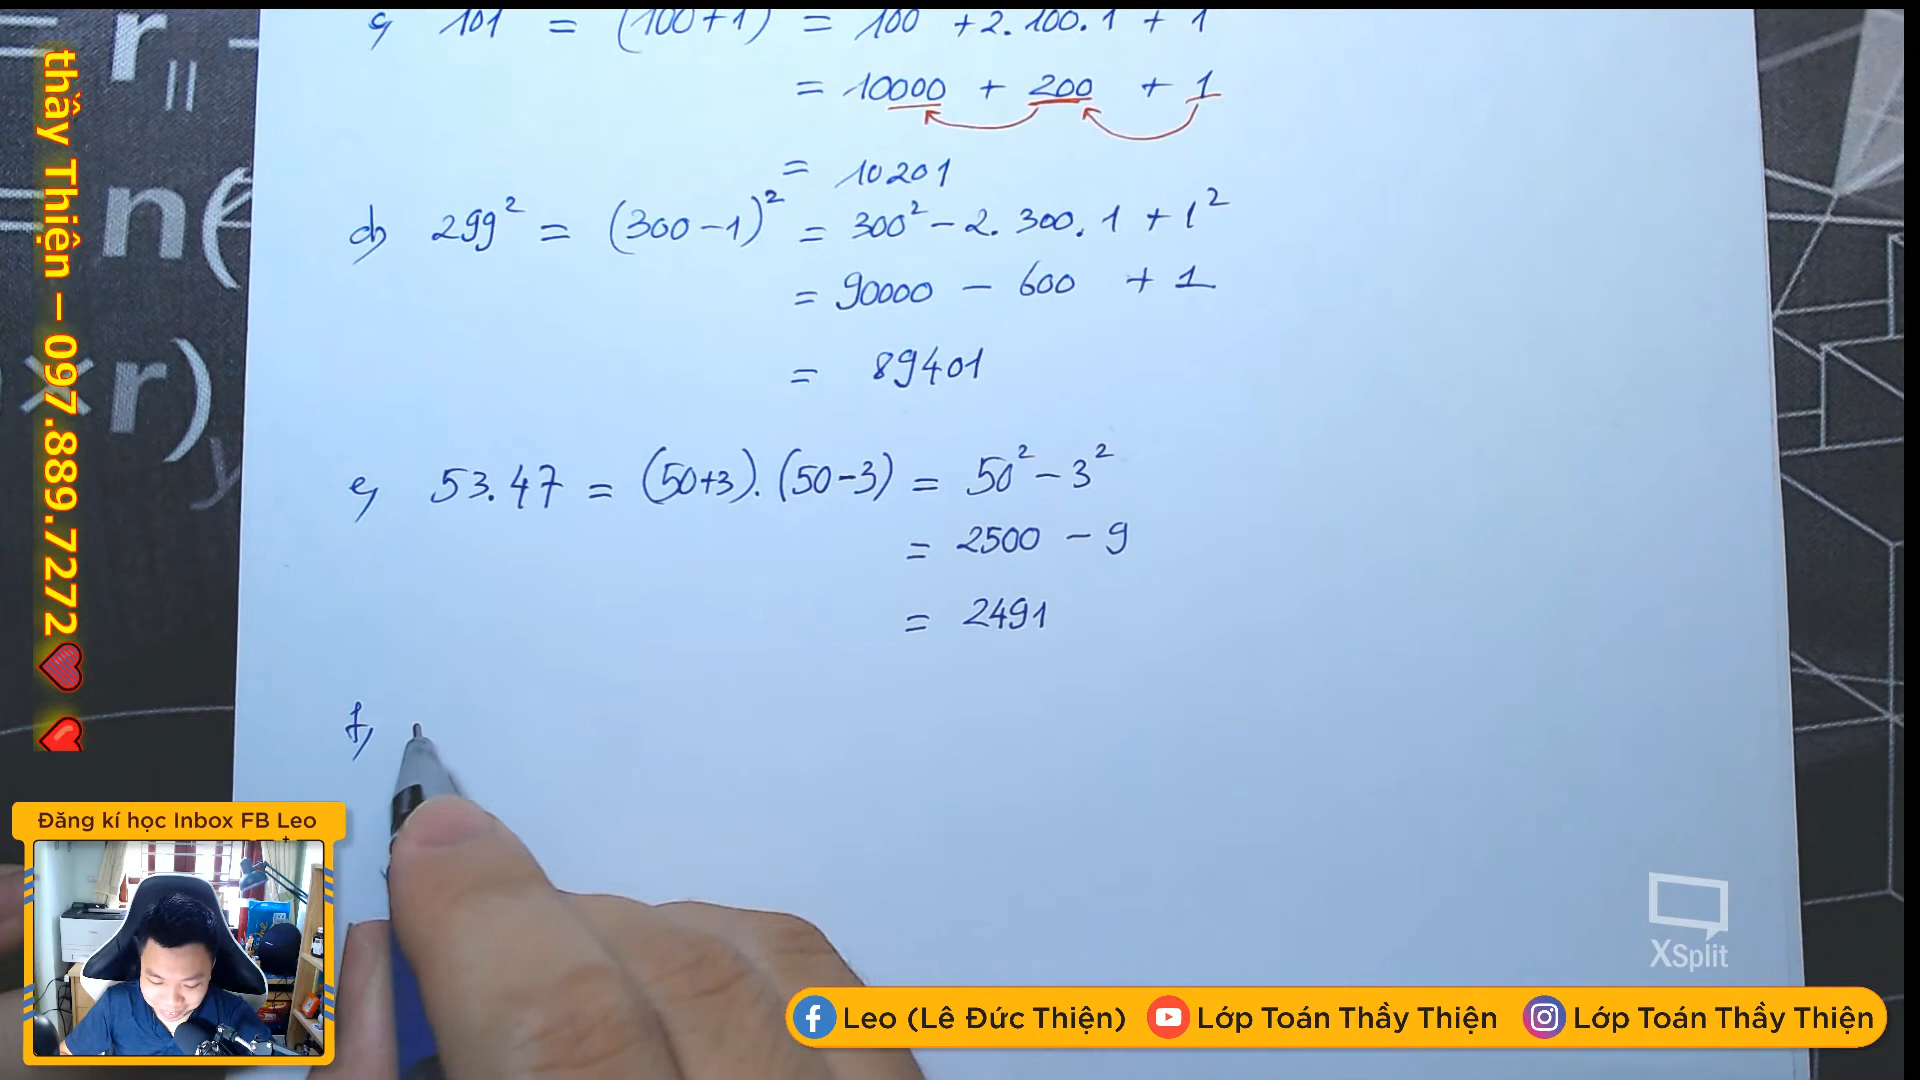 c, 101 = (100+1) = 100 + 2.100.1 + 1
= 10000 + 200 + 1
= 10201
d, 299² = (300-1)² = 300² - 2.300.1 + 1²
= 90000 - 600 + 1
= 89401
e, 53.47 = (50+3).(50-3) = 50² - 3²
= 2500 - 9
= 2491
f,
thầy Thiện – 097.889.7272
= r
= n(
×r)
y
Đăng kí học Inbox FB Leo
XSplit
Leo (Lê Đức Thiện) Lớp Toán Thầy Thiện Lớp Toán Thầy Thiện